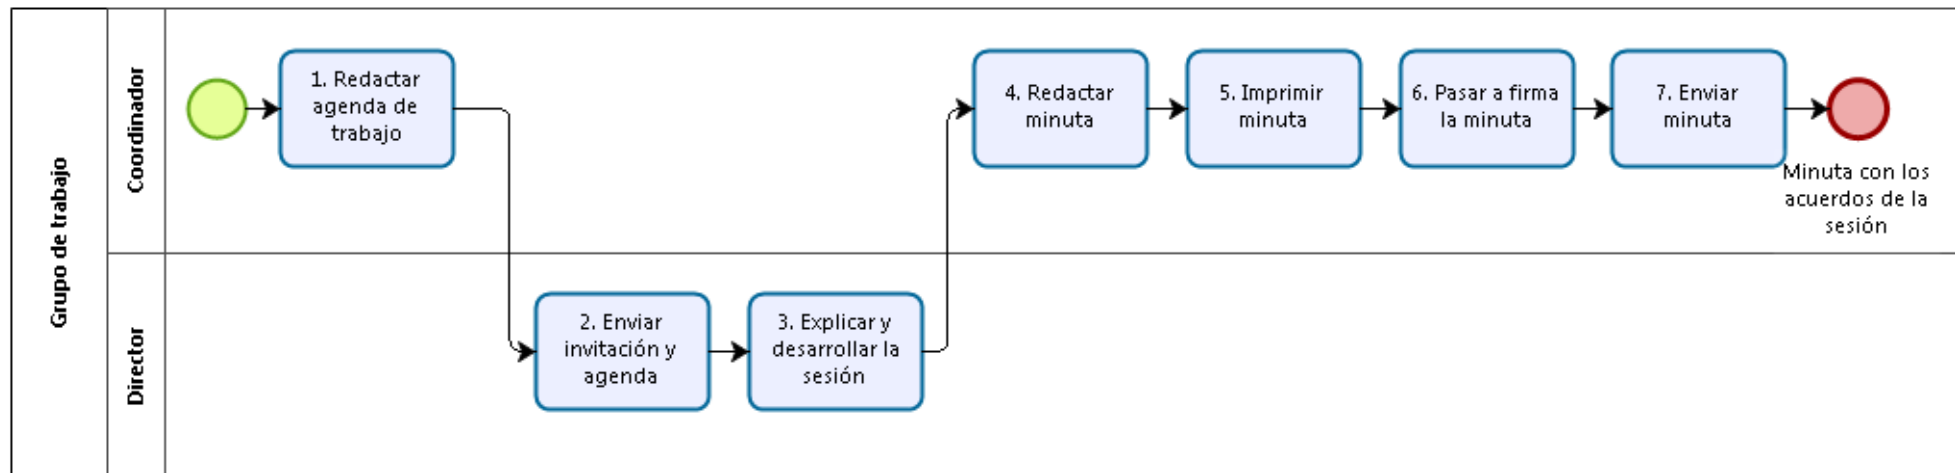 Grupo de trabajo
Coordinador
1. Redactar
agenda de
trabajo
4. Redactar
minuta
5. Imprimir
minuta
6. Pasar a firma
la minuta
7. Enviar
minuta
Minuta con los
acuerdos de la
sesión
Director
2. Enviar
invitación y
agenda
3. Explicar y
desarrollar la
sesión